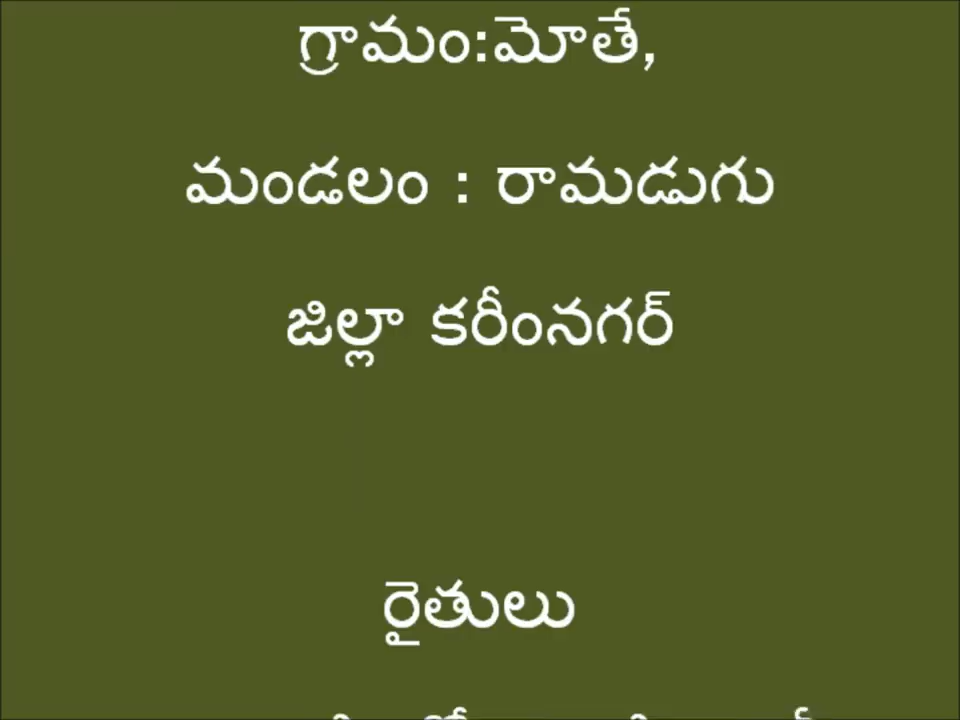 గ్రామం:మోతే,
మండలం : రామడుగు
జిల్లా కరీంనగర్
రైతులు